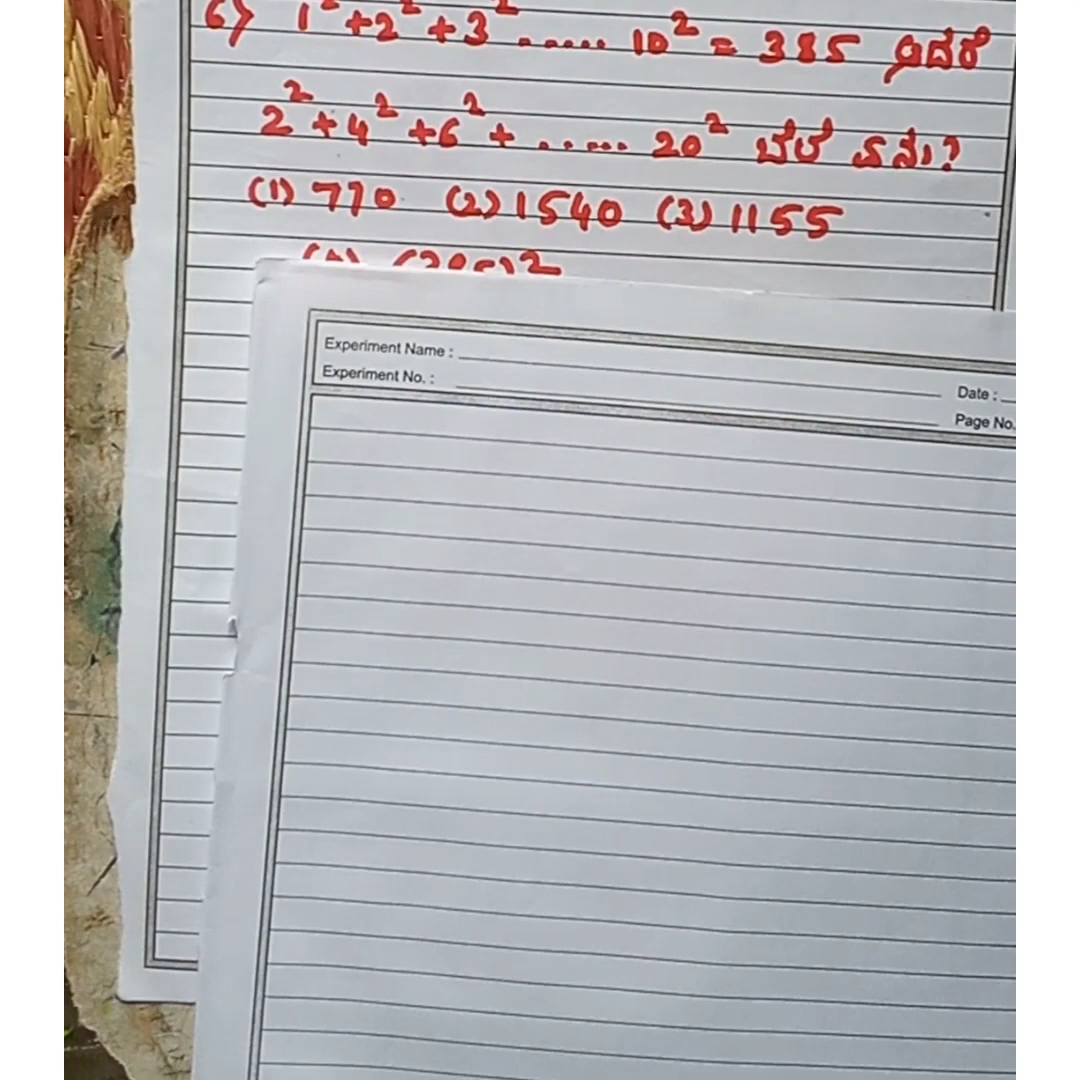 6) 1² + 2² + 3² ...... 10² = 385 ಆದರೆ
2² + 4² + 6² + ...... 20² ಬೆಲೆ ಏನು?
(1) 770 (2) 1540 (3) 1155
Experiment Name :
Experiment No. :
Date :
Page No.